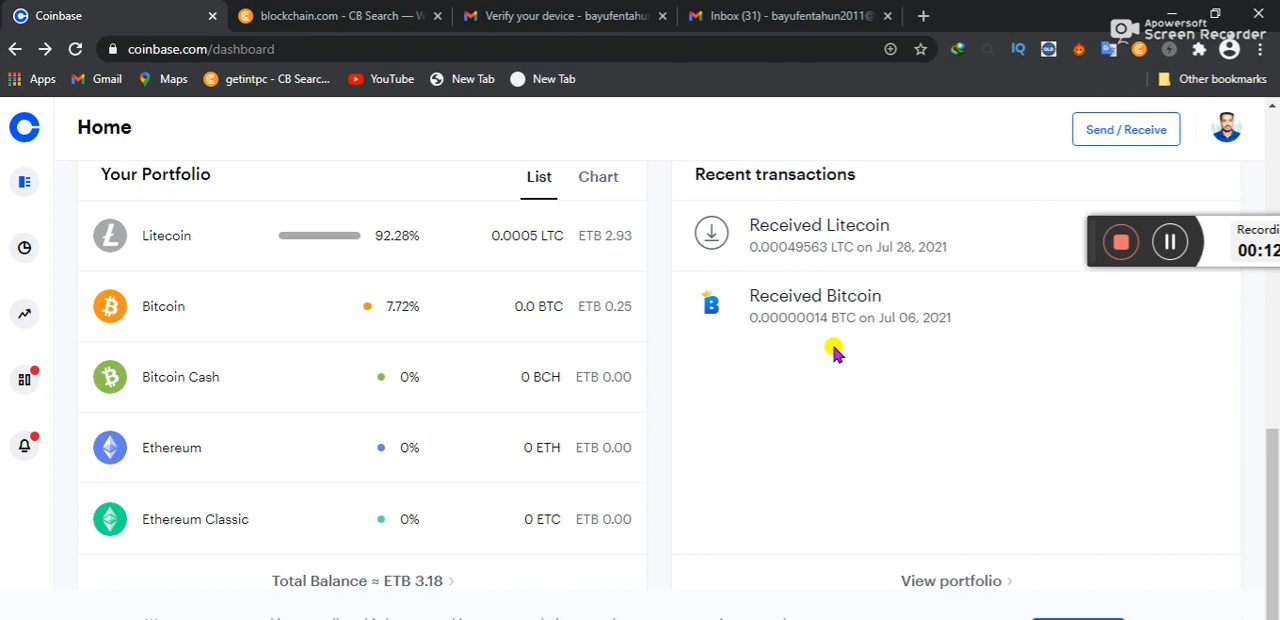 Coinbase
blockchain.com - CB Search — W
Verify your device - bayufentahun
Inbox (31) - bayufentahun2011@
Apowersoft
Screen Recorder
coinbase.com/dashboard
Apps
Gmail
Maps
getintpc - CB Searc...
YouTube
New Tab
New Tab
Other bookmarks
Home
Send / Receive
Your Portfolio
List
Chart
Litecoin 92.28% 0.0005 LTC ETB 2.93
Bitcoin 7.72% 0.0 BTC ETB 0.25
Bitcoin Cash 0% 0 BCH ETB 0.00
Ethereum 0% 0 ETH ETB 0.00
Ethereum Classic 0% 0 ETC ETB 0.00
Total Balance ≈ ETB 3.18
Recent transactions
Received Litecoin
0.00049563 LTC on Jul 28, 2021
Received Bitcoin
0.00000014 BTC on Jul 06, 2021
View portfolio
Recordi
00:12